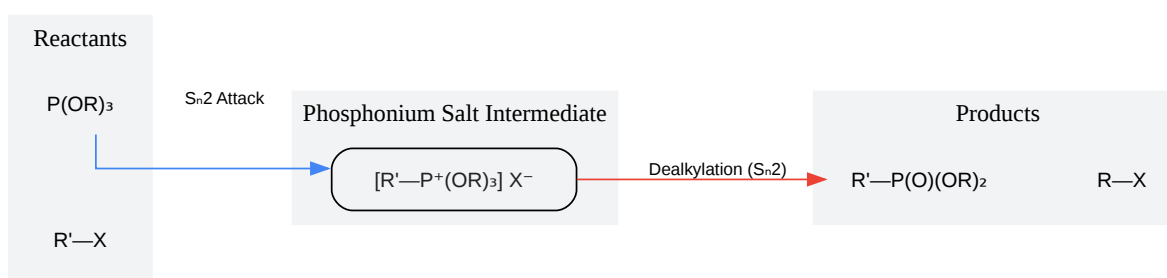 Reactants
P(OR)₃
R'—X
Sₙ2 Attack
Phosphonium Salt Intermediate
[R'—P⁺(OR)₃] X⁻
Dealkylation (Sₙ2)
Products
R'—P(O)(OR)₂
R—X